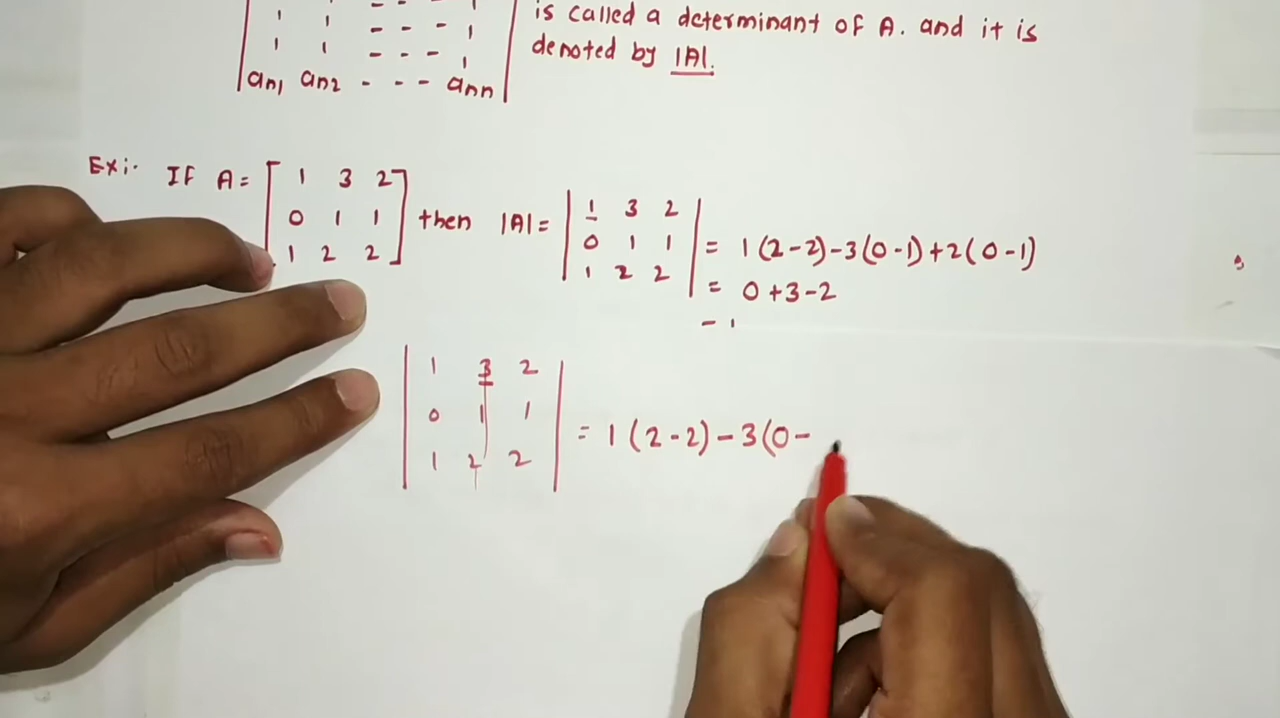 is called a determinant of A. and it is
denoted by |A|.
an1 an2 - - - ann
Ex:- If A = [ 1 3 2
0 1 1
1 2 2 ] then |A| = | 1 3 2
0 1 1
1 2 2 | = 1(2-2)-3(0-1)+2(0-1)
= 0+3-2
= 1
| 1 3 2
0 1 1
1 2 2 | = 1(2-2)-3(0-